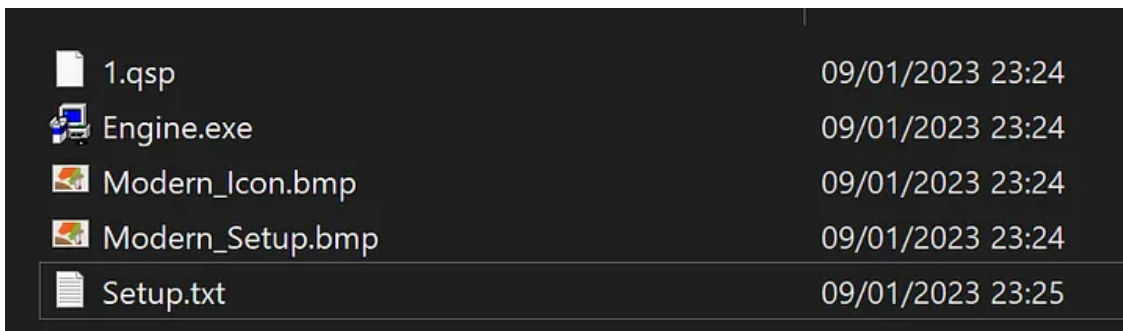 1.qsp 09/01/2023 23:24
Engine.exe 09/01/2023 23:24
Modern_Icon.bmp 09/01/2023 23:24
Modern_Setup.bmp 09/01/2023 23:24
Setup.txt 09/01/2023 23:25